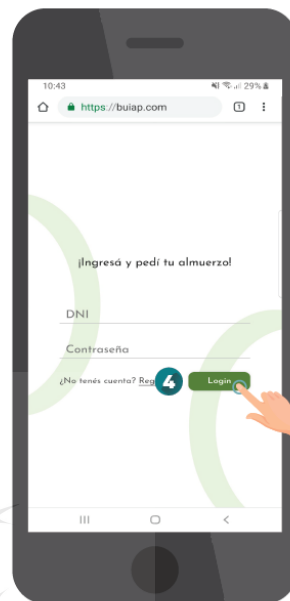 10:43 29%
https://buiap.com 1
¡Ingresá y pedí tu almuerzo!
DNI
Contraseña
¿No tenés cuenta? 4 Login